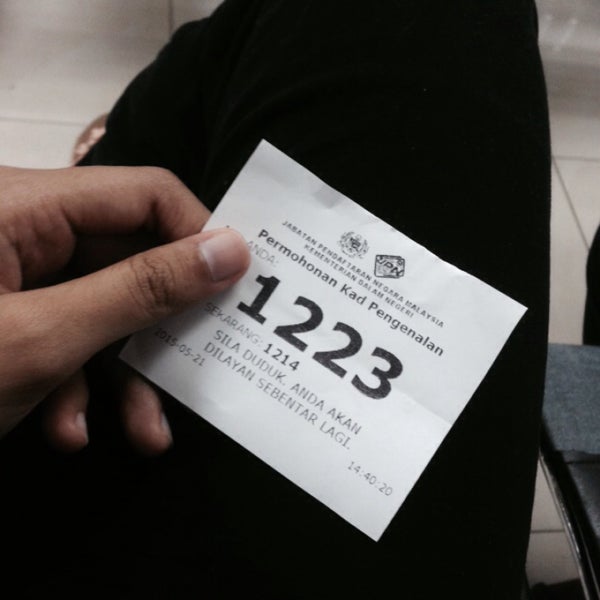 JABATAN PENDAFTARAN NEGARA MALAYSIA
KEMENTERIAN DALAM NEGERI
Permohonan Kad Pengenalan
ANDA:
1223
SEKARANG: 1214
SILA DUDUK. ANDA AKAN
DILAYAN SEBENTAR LAGI.
2015-05-21 14:40:20